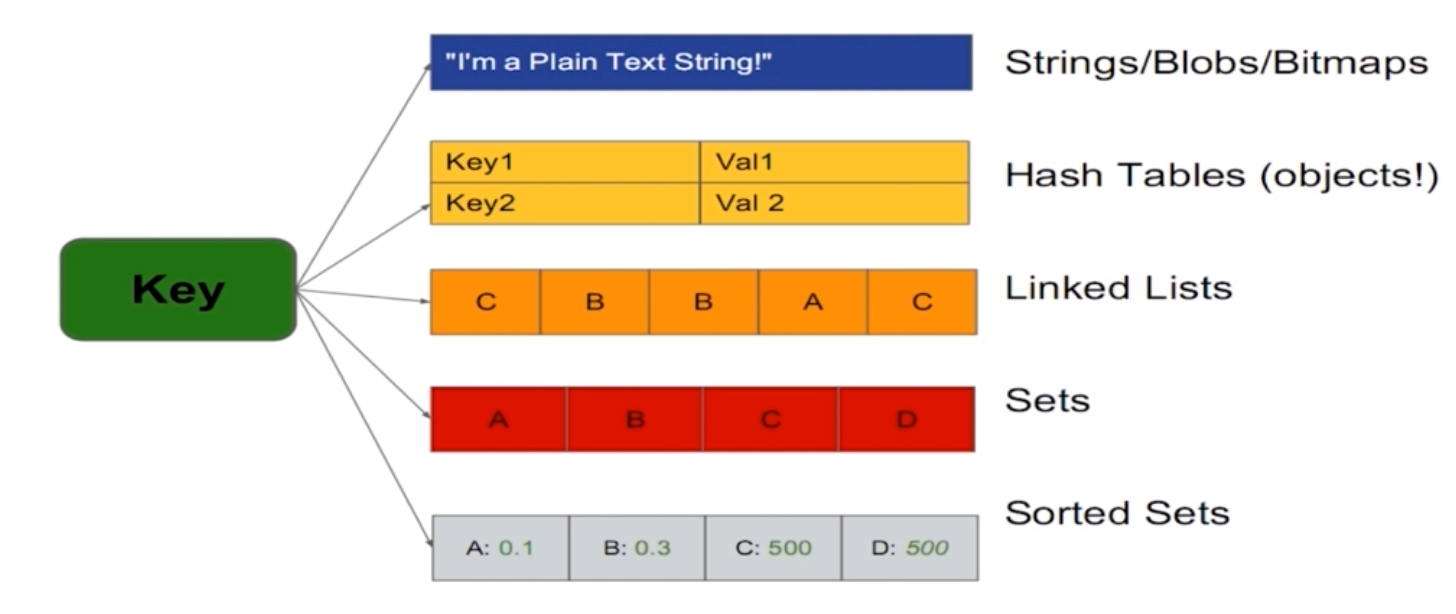 "I'm a Plain Text String!"
Strings/Blobs/Bitmaps
Key1 Val1
Key2 Val 2
Hash Tables (objects!)
Key
C B B A C
Linked Lists
A B C D
Sets
A: 0.1 B: 0.3 C: 500 D: 500
Sorted Sets